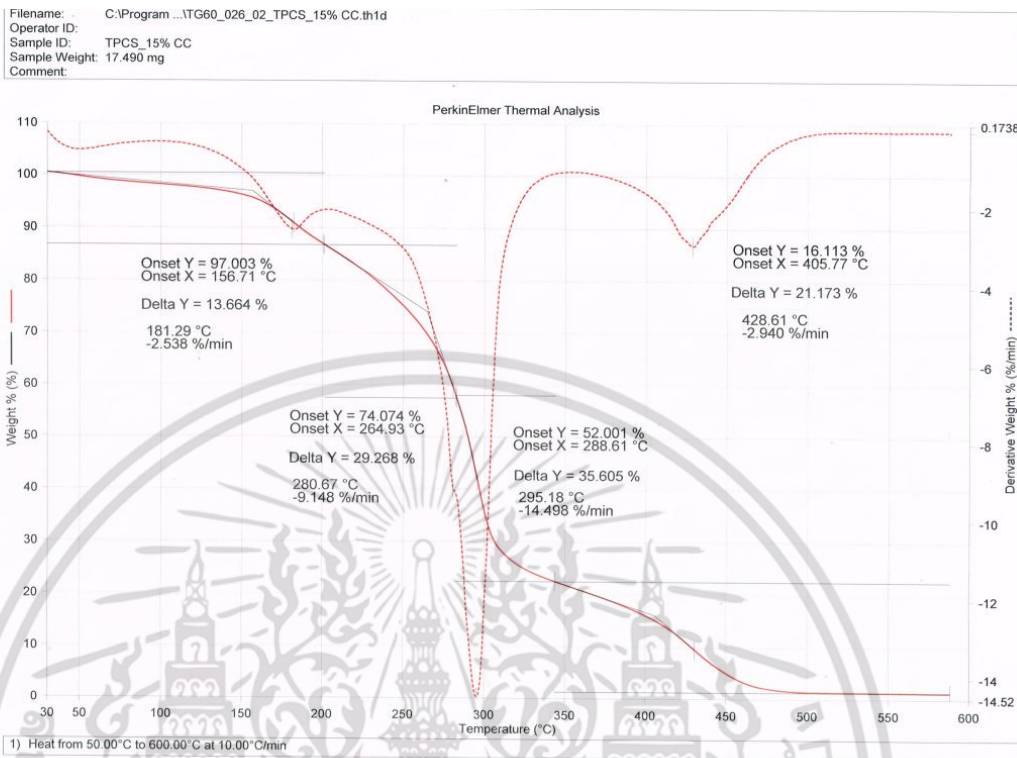 Filename: C:\Program ...\TG60_026_02_TPCS_15% CC.th1d
Operator ID:
Sample ID: TPCS_15% CC
Sample Weight: 17.490 mg
Comment:
PerkinElmer Thermal Analysis
110
100
90
80
70
60
50
40
30
20
10
0
Weight % (%)
Onset Y = 97.003 %
Onset X = 156.71 °C
Delta Y = 13.664 %
181.29 °C
-2.538 %/min
Onset Y = 74.074 %
Onset X = 264.93 °C
Delta Y = 29.268 %
280.67 °C
-9.148 %/min
Onset Y = 52.001 %
Onset X = 288.61 °C
Delta Y = 35.605 %
295.18 °C
-14.498 %/min
Onset Y = 16.113 %
Onset X = 405.77 °C
Delta Y = 21.173 %
428.61 °C
-2.940 %/min
0.1738
-2
-4
-6
-8
-10
-12
-14
-14.52
Derivative Weight % (%/min)
30 50 100 150 200 250 300 350 400 450 500 550 600
Temperature (°C)
1) Heat from 50.00°C to 600.00°C at 10.00°C/min